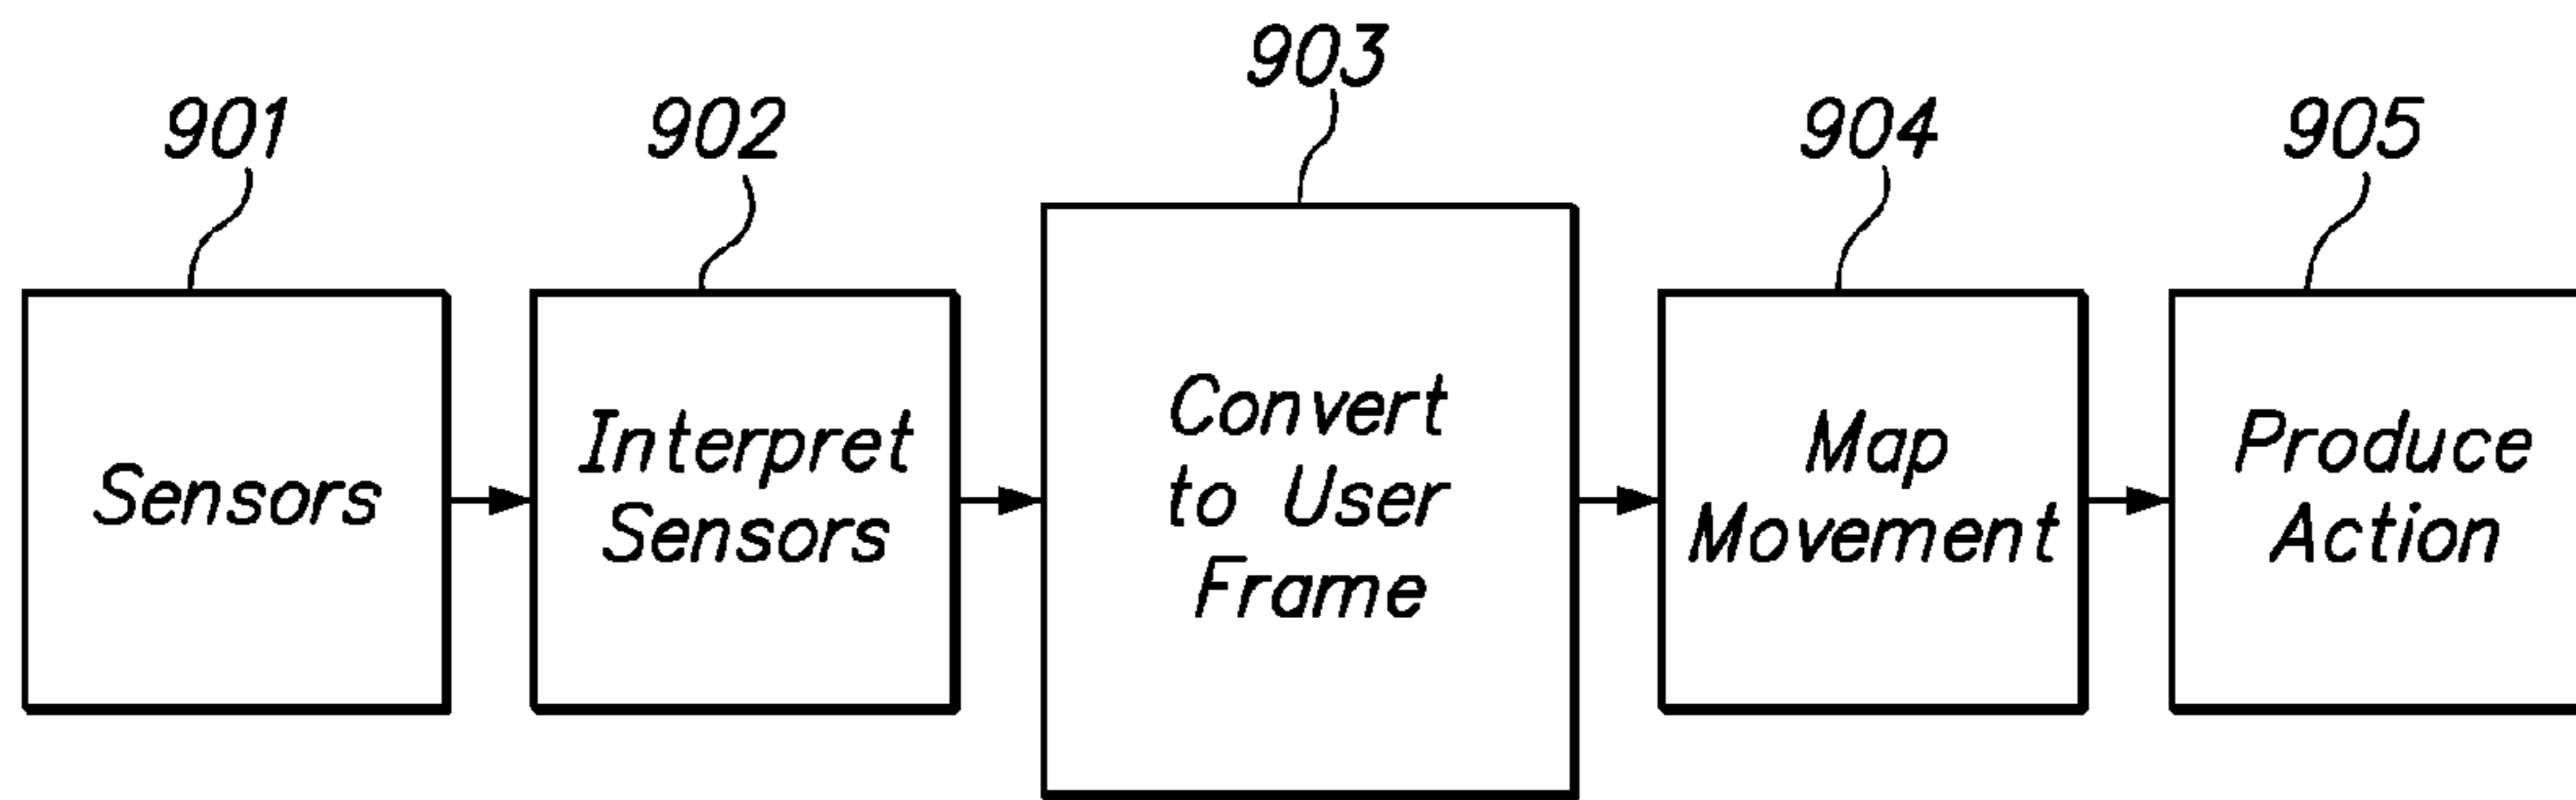 901
902
903
904
905
Sensors
Interpret
Sensors
Convert
to User
Frame
Map
Movement
Produce
Action